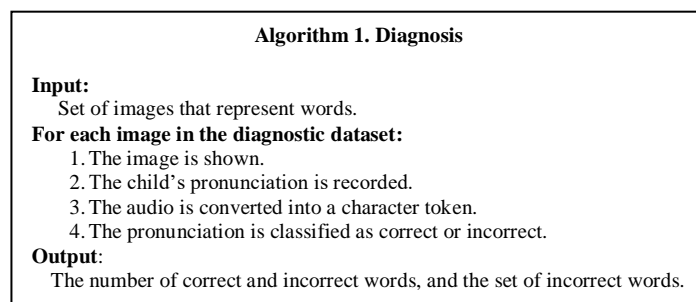 Algorithm 1. Diagnosis
Input:
Set of images that represent words.
For each image in the diagnostic dataset:
1. The image is shown.
2. The child’s pronunciation is recorded.
3. The audio is converted into a character token.
4. The pronunciation is classified as correct or incorrect.
Output:
The number of correct and incorrect words, and the set of incorrect words.